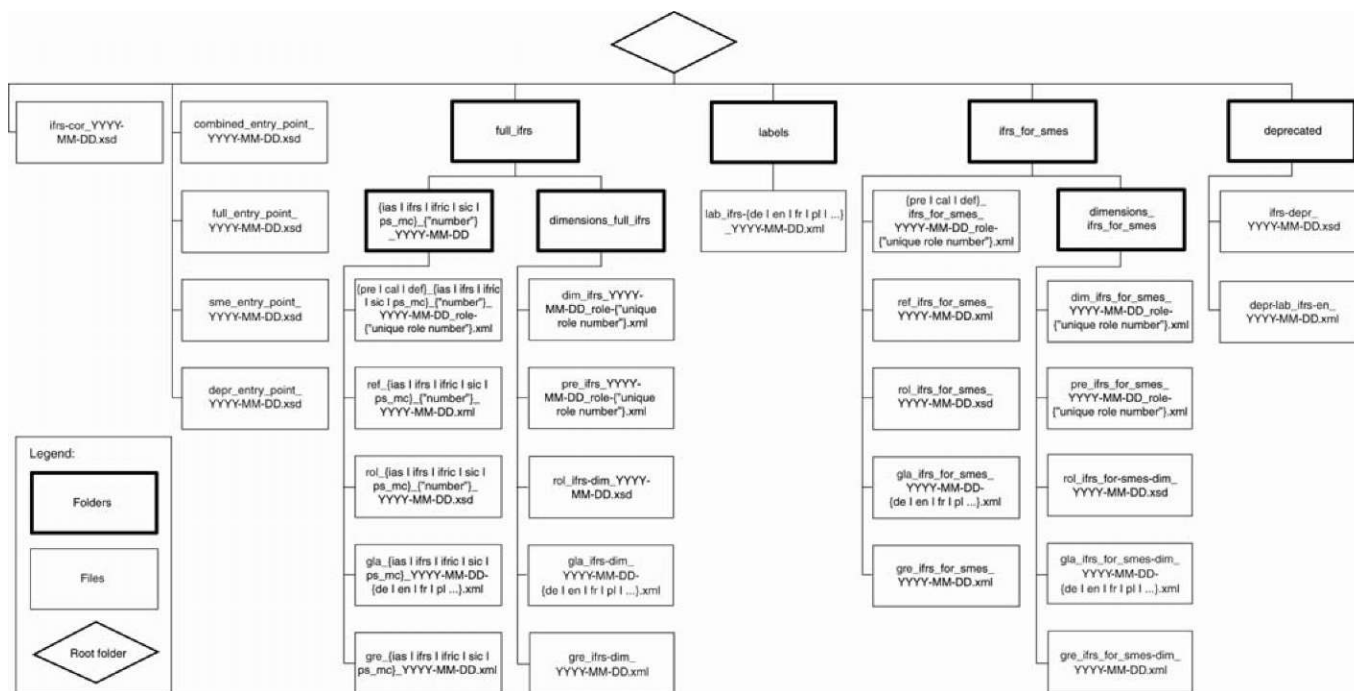 ifrs-cor_YYYY-
MM-DD.xsd
combined_entry_point_
YYYY-MM-DD.xsd
full_entry_point_
YYYY-MM-DD.xsd
sme_entry_point_
YYYY-MM-DD.xsd
depr_entry_point_
YYYY-MM-DD.xsd
full_ifrs
{ias I ifrs I ifric I sic I
ps_mc}_{"number"}
_YYYY-MM-DD
{pre I cal I def}_{ias I ifrs I ifric
I sic I ps_mc}_{"number"}_
YYYY-MM-DD_role-
{"unique role number"}.xml
ref_{ias I ifrs I ifric I sic I
ps_mc}_{"number"}_
YYYY-MM-DD.xml
rol_{ias I ifrs I ifric I sic I
ps_mc}_{"number"}_
YYYY-MM-DD.xsd
gla_{ias I ifrs I ifric I sic I
ps_mc}_YYYY-MM-DD-
{de I en I fr I pl ...}.xml
gre_{ias I ifrs I ifric I sic I
ps_mc}_YYYY-MM-DD.xml
dimensions_full_ifrs
dim_ifrs_YYYY-
MM-DD_role-{"unique
role number"}.xml
pre_ifrs_YYYY-
MM-DD_role-{"unique
role number"}.xml
rol_ifrs-dim_YYYY-
MM-DD.xsd
gla_ifrs-dim_
YYYY-MM-DD-
{de I en I fr I pl I ...}.xml
gre_ifrs-dim_
YYYY-MM-DD.xml
labels
lab_ifrs-{de I en I fr I pl I ...}
_YYYY-MM-DD.xml
ifrs_for_smes
{pre I cal I def}_
ifrs_for_smes_
YYYY-MM-DD_role-
{"unique role number"}.xml
ref_ifrs_for_smes_
YYYY-MM-DD.xml
rol_ifrs_for_smes_
YYYY-MM-DD.xsd
gla_ifrs_for_smes_
YYYY-MM-DD-
{de I en I fr I pl ...}.xml
gre_ifrs_for_smes_
YYYY-MM-DD.xml
dimensions_
ifrs_for_smes
dim_ifrs_for_smes_
YYYY-MM-DD_role-
{"unique role number"}.xml
pre_ifrs_for_smes_
YYYY-MM-DD_role-
{"unique role number"}.xml
rol_ifrs_for-smes-dim_
YYYY-MM-DD.xsd
gla_ifrs_for_smes-dim_
YYYY-MM-DD-
{de I en I fr I pl I ...}.xml
gre_ifrs_for_smes-dim_
YYYY-MM-DD.xml
deprecated
ifrs-depr_
YYYY-MM-DD.xsd
depr-lab_ifrs-en_
YYYY-MM-DD.xml
Legend:
Folders
Files
Root folder